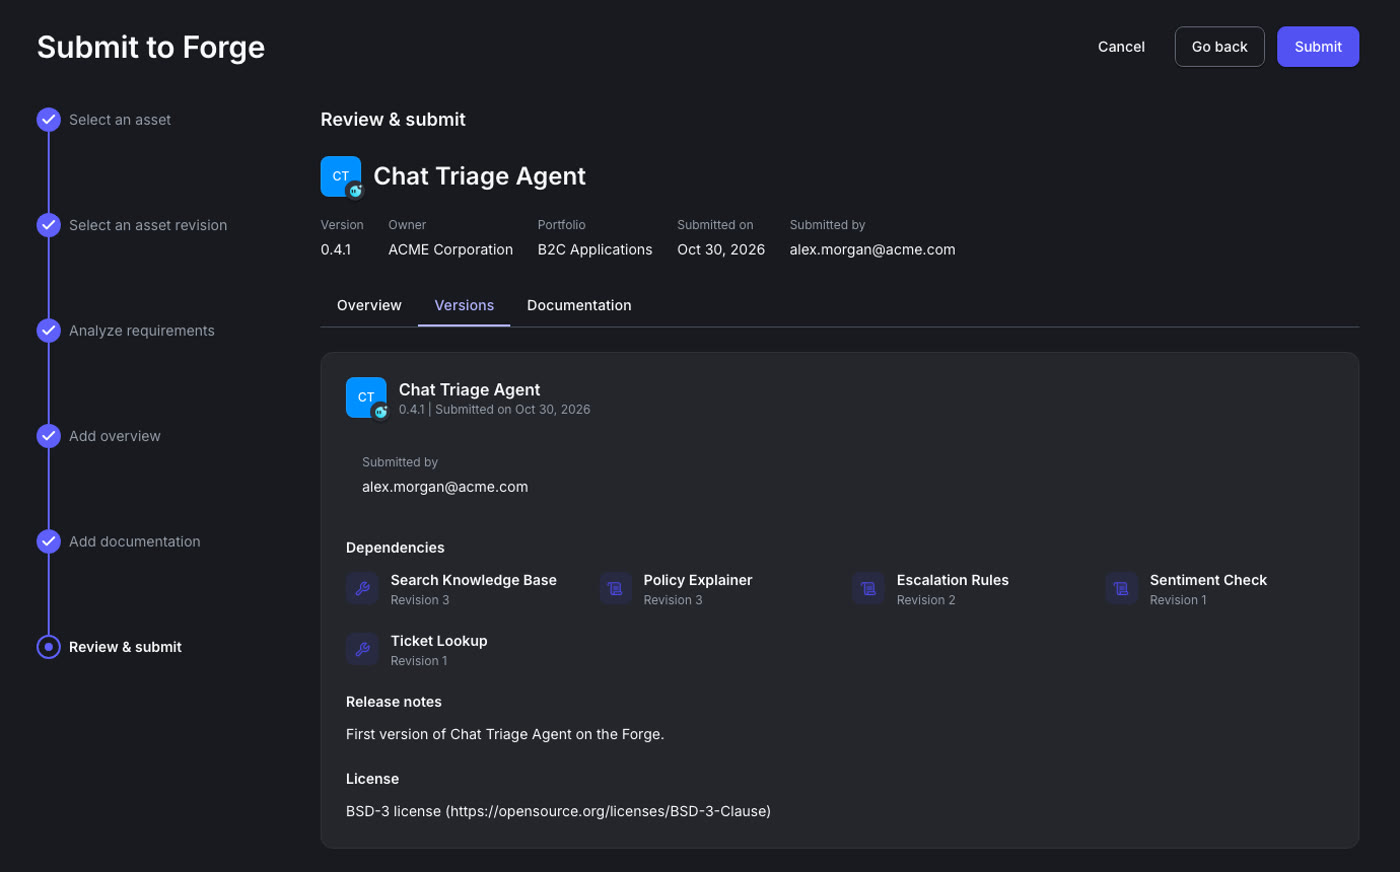 Submit to Forge
Cancel
Go back
Submit
Select an asset
Select an asset revision
Analyze requirements
Add overview
Add documentation
Review & submit
Review & submit
CT
Chat Triage Agent
Version
Owner
Portfolio
Submitted on
Submitted by
0.4.1
ACME Corporation
B2C Applications
Oct 30, 2026
alex.morgan@acme.com
Overview
Versions
Documentation
CT
Chat Triage Agent
0.4.1 | Submitted on Oct 30, 2026
Submitted by
alex.morgan@acme.com
Dependencies
Search Knowledge Base
Revision 3
Policy Explainer
Revision 3
Escalation Rules
Revision 2
Sentiment Check
Revision 1
Ticket Lookup
Revision 1
Release notes
First version of Chat Triage Agent on the Forge.
License
BSD-3 license (https://opensource.org/licenses/BSD-3-Clause)